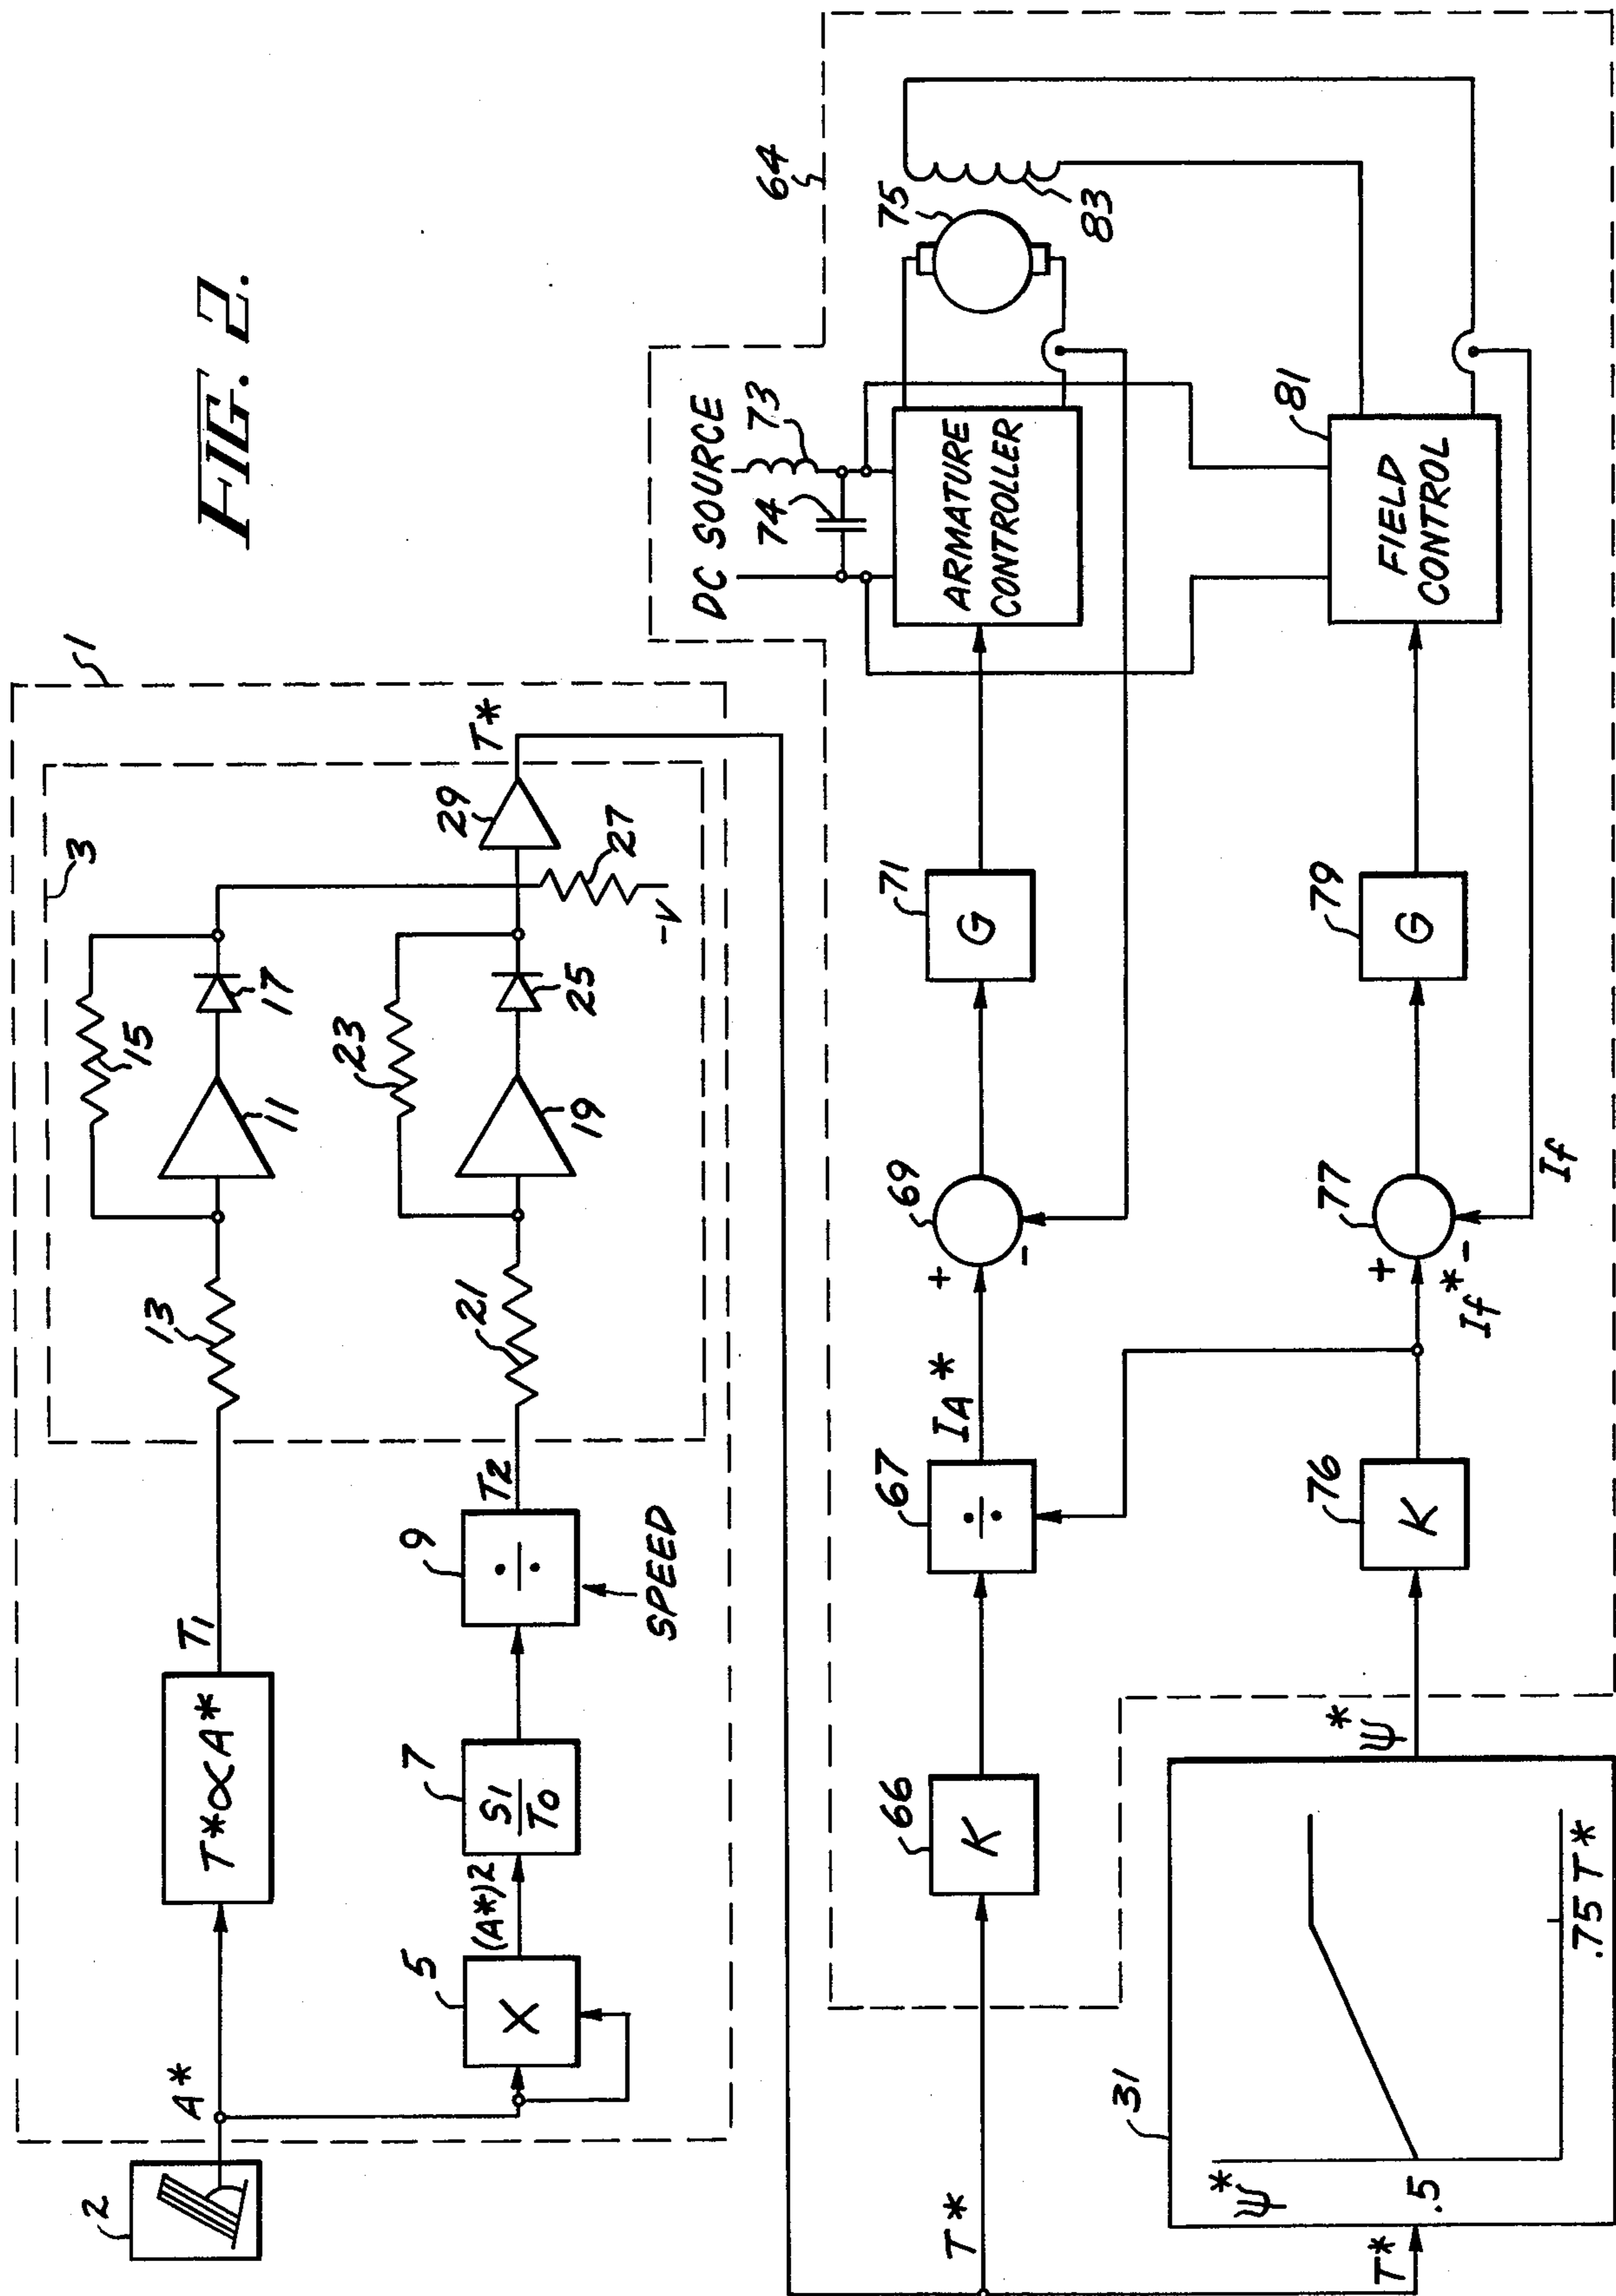 FIG. 2.
1
3
2
A*
T*∝A*
T1
13
15
11
17
5
X
(A*)2
7
S1
To
9
÷
SPEED
T2
21
23
19
25
29
T*
27
-V
64
DC SOURCE
73
74
75
83
T*
66
K
67
÷
IA*
+
-
69
71
G
ARMATURE
CONTROLLER
T*
31
ψ*
.5
.75 T*
ψ*
76
K
If*
+
-
77
If
79
G
81
FIELD
CONTROL